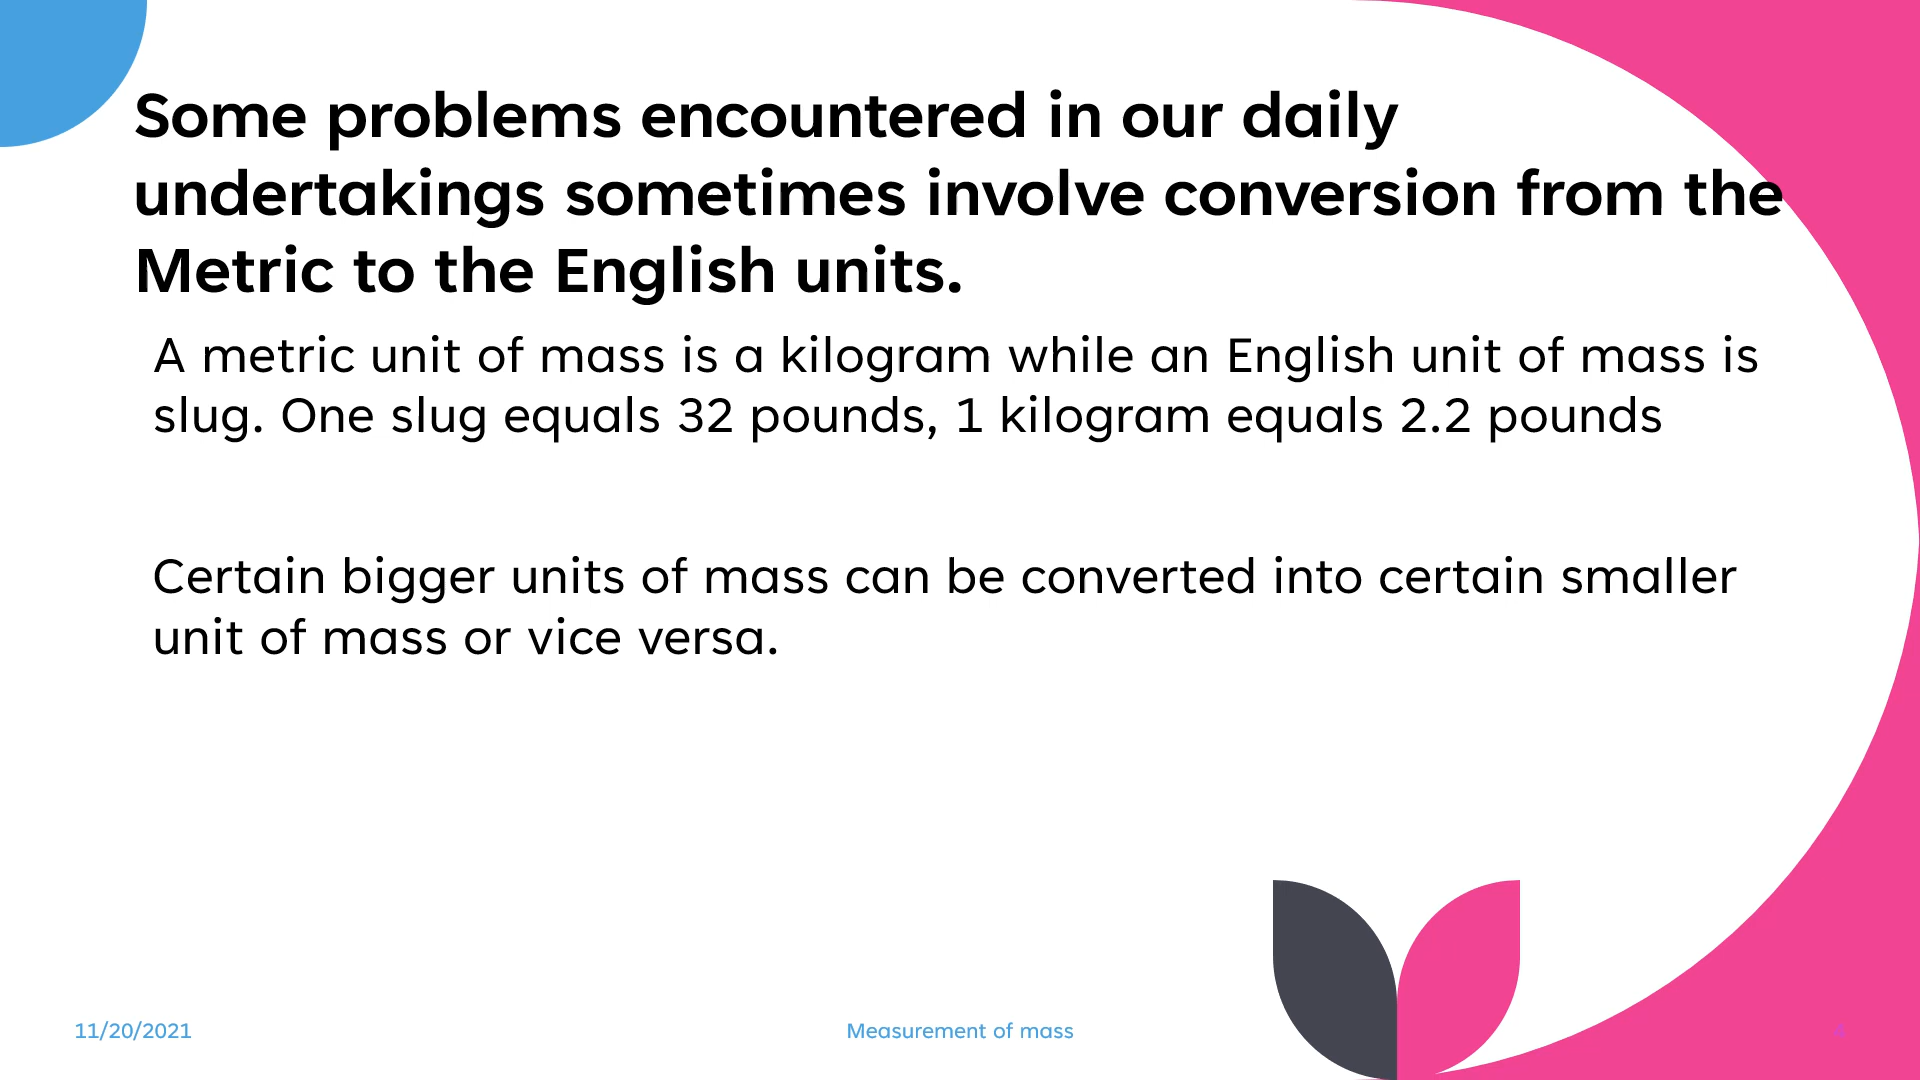 Some problems encountered in our daily
undertakings sometimes involve conversion from the
Metric to the English units.
A metric unit of mass is a kilogram while an English unit of mass is
slug. One slug equals 32 pounds, 1 kilogram equals 2.2 pounds
Certain bigger units of mass can be converted into certain smaller
unit of mass or vice versa.
11/20/2021
Measurement of mass
4